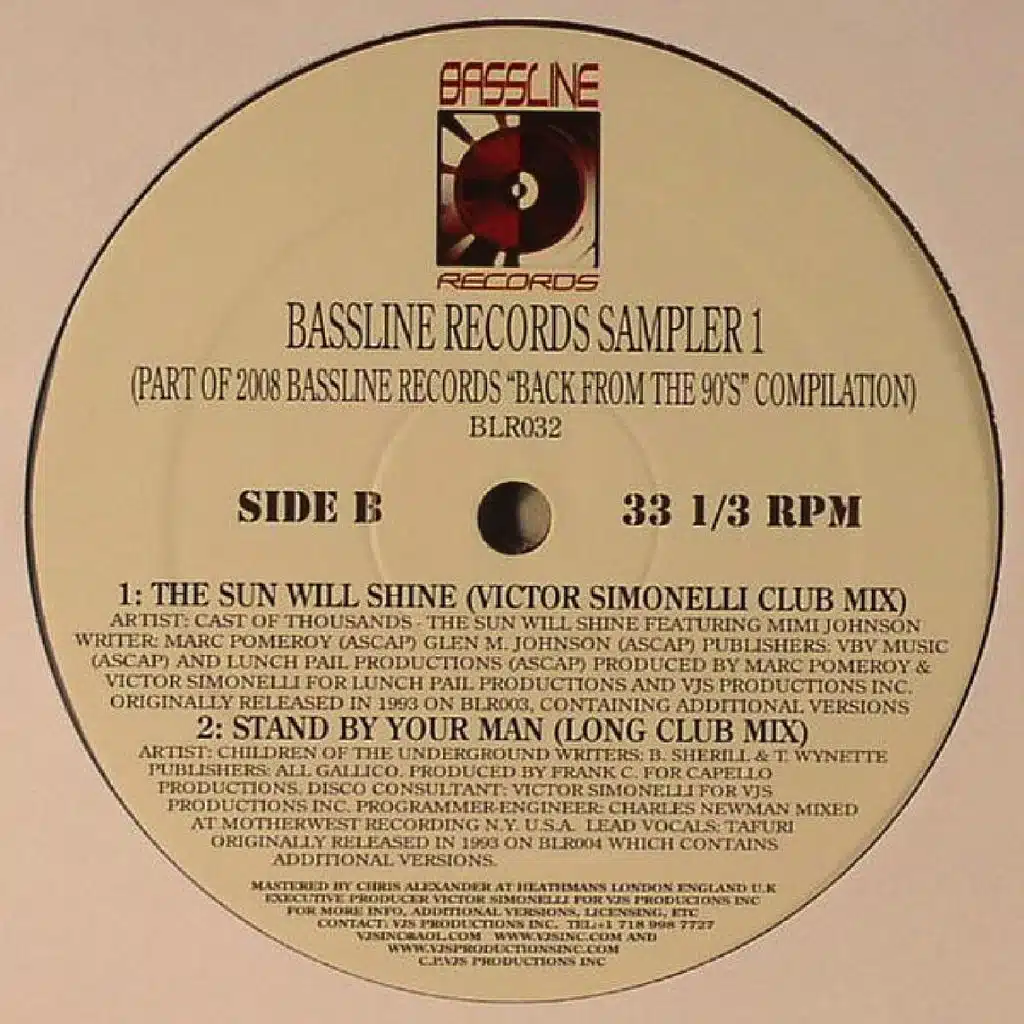 BASSLINE
RECORDS
BASSLINE RECORDS SAMPLER 1
(PART OF 2008 BASSLINE RECORDS "BACK FROM THE 90'S" COMPILATION)
BLR032
SIDE B 33 1/3 RPM
1: THE SUN WILL SHINE (VICTOR SIMONELLI CLUB MIX)
ARTIST: CAST OF THOUSANDS - THE SUN WILL SHINE FEATURING MIMI JOHNSON
WRITER: MARC POMEROY (ASCAP) GLEN M. JOHNSON (ASCAP) PUBLISHERS: VBV MUSIC
(ASCAP) AND LUNCH PAIL PRODUCTIONS (ASCAP) PRODUCED BY MARC POMEROY &
VICTOR SIMONELLI FOR LUNCH PAIL PRODUCTIONS AND VJS PRODUCTIONS INC.
ORIGINALLY RELEASED IN 1993 ON BLR003, CONTAINING ADDITIONAL VERSIONS
2: STAND BY YOUR MAN (LONG CLUB MIX)
ARTIST: CHILDREN OF THE UNDERGROUND WRITERS: B. SHERILL & T. WYNETTE
PUBLISHERS: ALL GALLICO. PRODUCED BY FRANK C. FOR CAPELLO
PRODUCTIONS. DISCO CONSULTANT: VICTOR SIMONELLI FOR VJS
PRODUCTIONS INC. PROGRAMMER-ENGINEER: CHARLES NEWMAN MIXED
AT MOTHERWEST RECORDING N.Y. U.S.A. LEAD VOCALS: TAFURI
ORIGINALLY RELEASED IN 1993 ON BLR004 WHICH CONTAINS
ADDITIONAL VERSIONS.
MASTERED BY CHRIS ALEXANDER AT HEATHMANS LONDON ENGLAND U.K
EXECUTIVE PRODUCER VICTOR SIMONELLI FOR VJS PRODUCTIONS INC
FOR MORE INFO, ADDITIONAL VERSIONS, LICENSING, ETC
CONTACT: VJS PRODUCTIONS INC. TEL:+1 718 998 7727
VJSINC@AOL.COM WWW.VJSINC.COM AND
WWW.VJSPRODUCTIONSINC.COM
C.P.VJS PRODUCTIONS INC